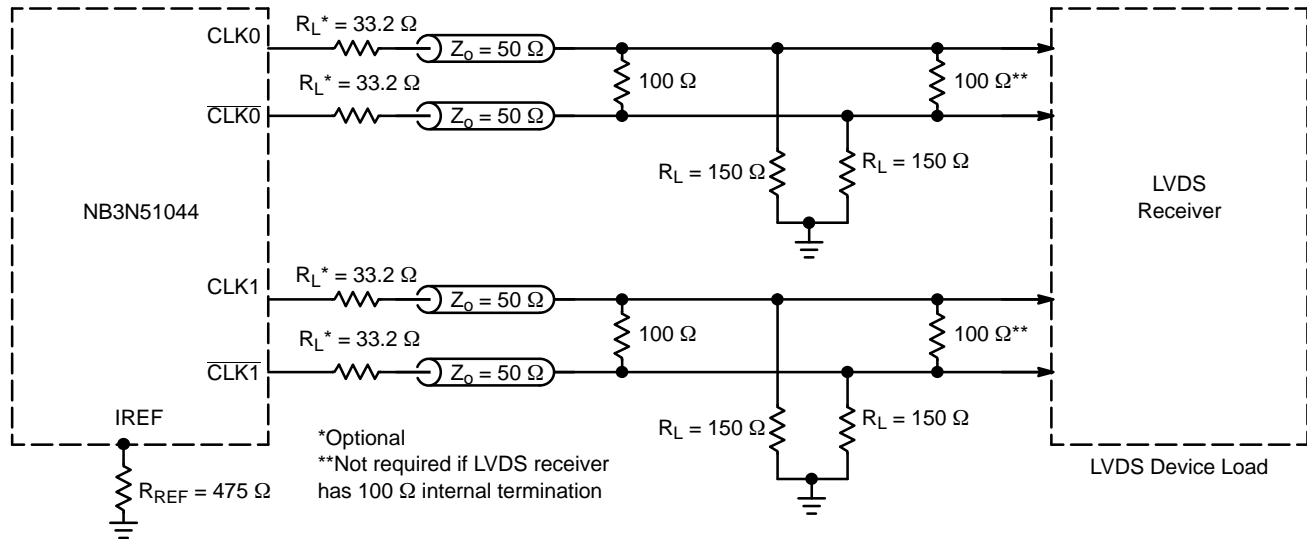 R_L* = 33.2 Ω
CLK0
Z_o = 50 Ω
100 Ω
100 Ω**
R_L* = 33.2 Ω
C̅L̅K̅0̅
Z_o = 50 Ω
R_L = 150 Ω
R_L = 150 Ω
NB3N51044
LVDS
Receiver
R_L* = 33.2 Ω
CLK1
Z_o = 50 Ω
100 Ω
100 Ω**
R_L* = 33.2 Ω
C̅L̅K̅1̅
Z_o = 50 Ω
R_L = 150 Ω
R_L = 150 Ω
IREF
R_REF = 475 Ω
*Optional
**Not required if LVDS receiver
has 100 Ω internal termination
LVDS Device Load